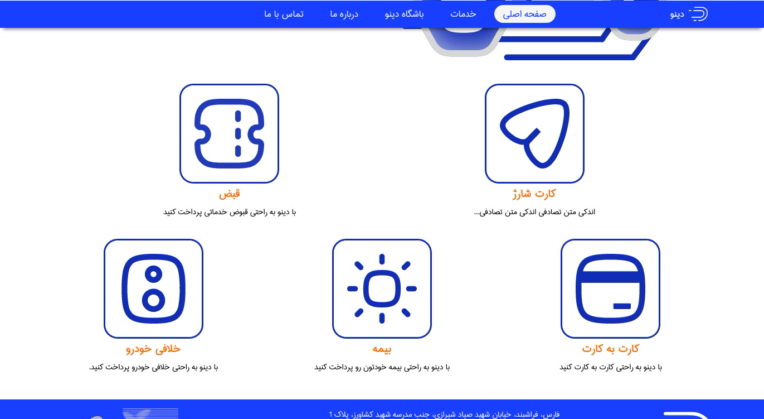 دینو
صفحه اصلی
خدمات
باشگاه دینو
درباره ما
تماس با ما
کارت شارژ
اندکی متن تصادفی اندکی متن تصادفی...
قبض
با دینو به راحتی قبوض خدماتی پرداخت کنید
کارت به کارت
با دینو به راحتی کارت به کارت کنید
بیمه
با دینو به راحتی بیمه خودتون رو پرداخت کنید
خلافی خودرو
با دینو به راحتی خلافی خودرو پرداخت کنید.
فارس، فراشبند، خیابان شهید صیاد شیرازی، جنب مدرسه شهید کشاورز، پلاک 1